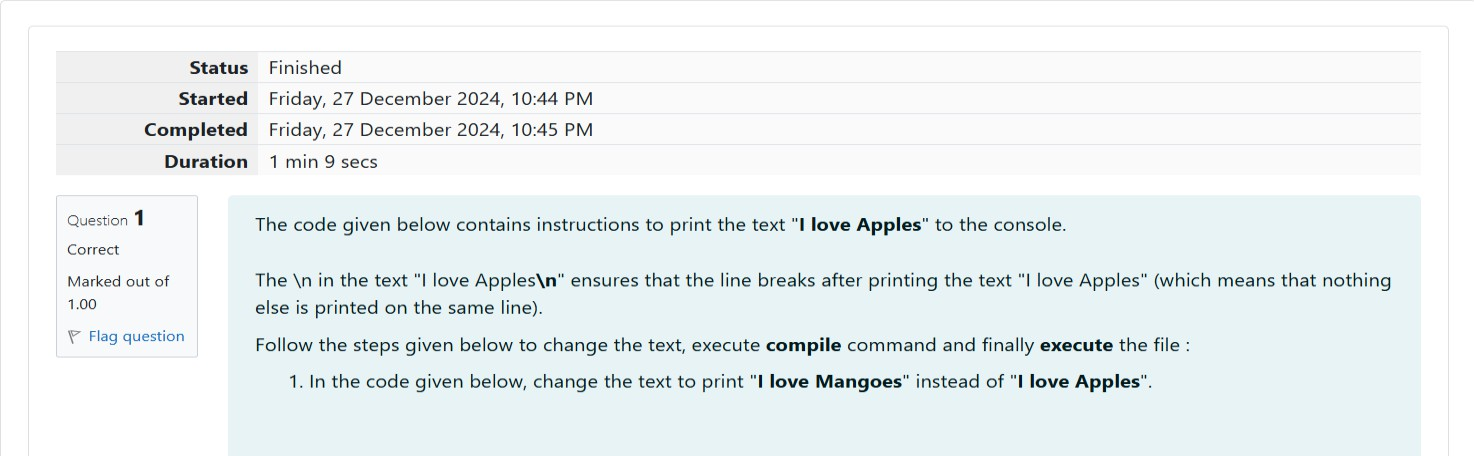 Status Finished
Started Friday, 27 December 2024, 10:44 PM
Completed Friday, 27 December 2024, 10:45 PM
Duration 1 min 9 secs
Question 1
Correct
Marked out of
1.00
Flag question
The code given below contains instructions to print the text "I love Apples" to the console.
The \n in the text "I love Apples\n" ensures that the line breaks after printing the text "I love Apples" (which means that nothing
else is printed on the same line).
Follow the steps given below to change the text, execute compile command and finally execute the file :
1. In the code given below, change the text to print "I love Mangoes" instead of "I love Apples".